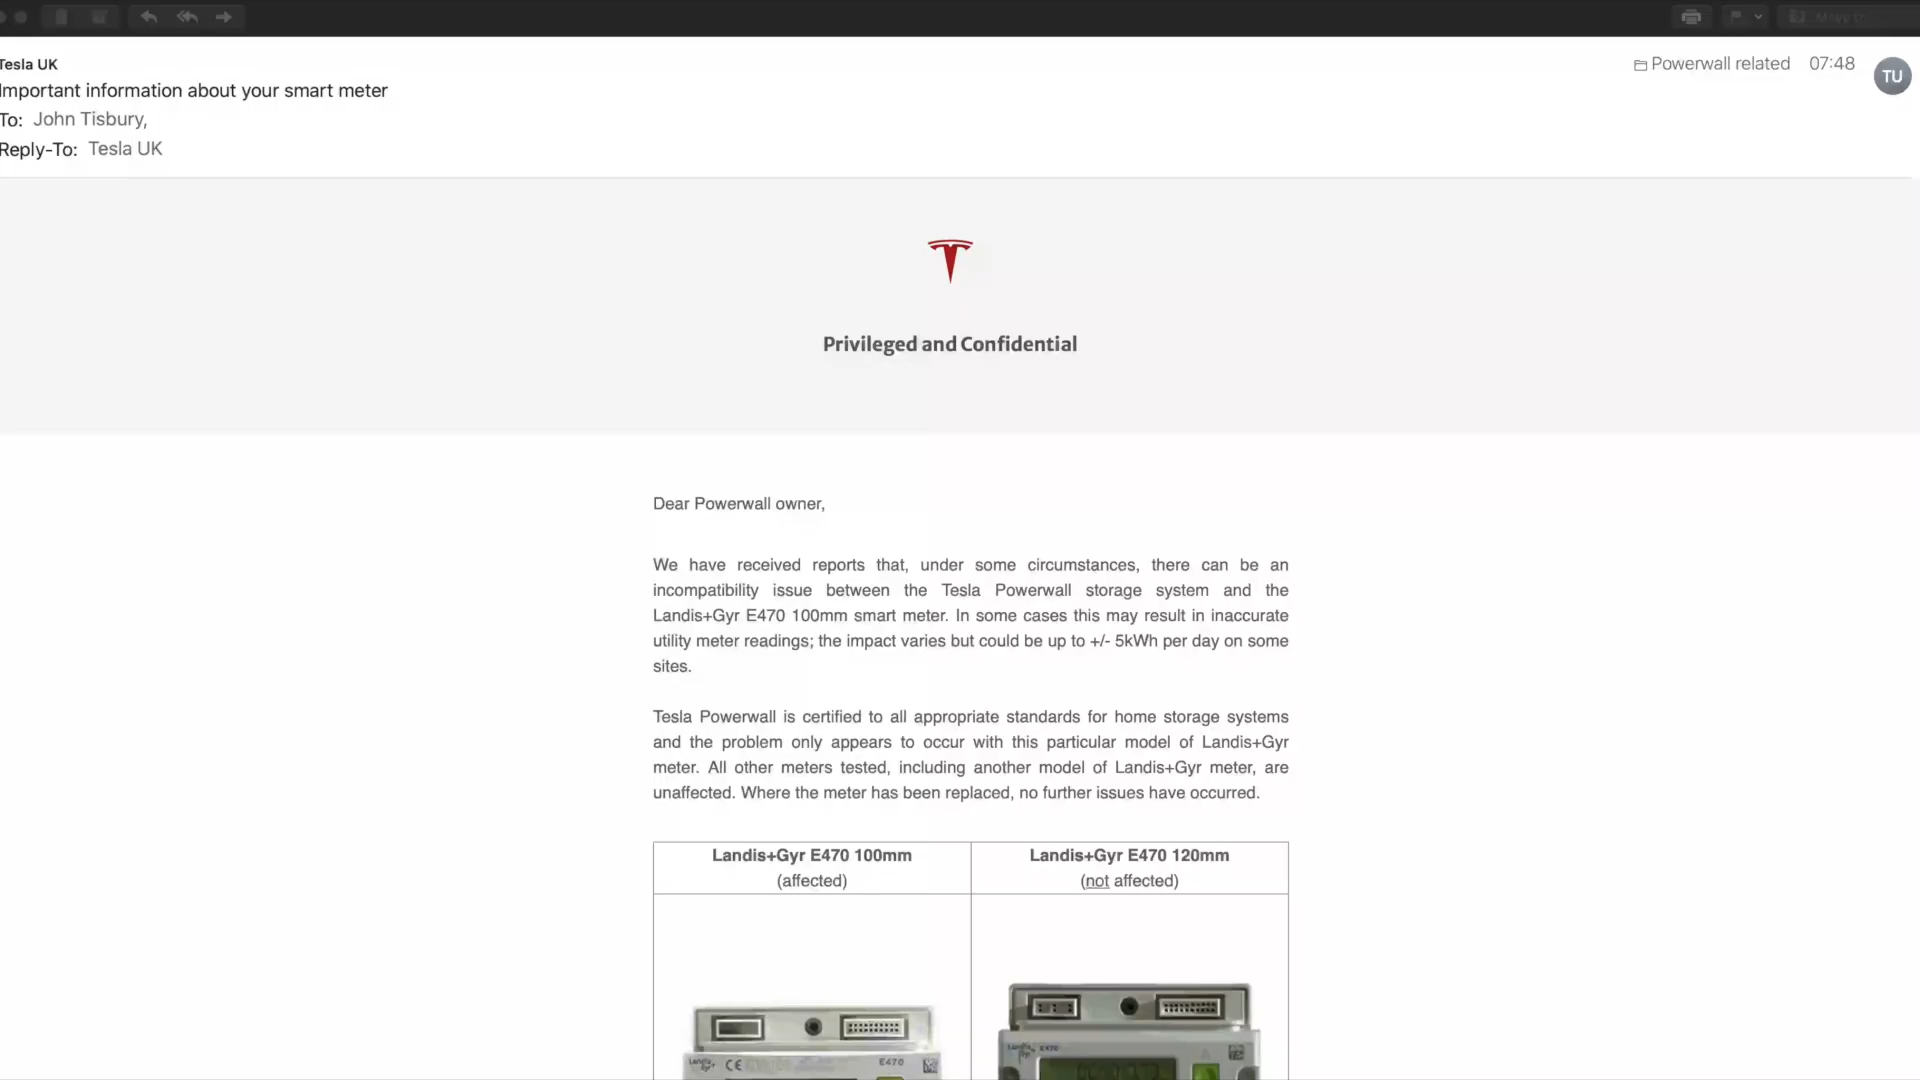 Tesla UK
Powerwall related 07:48
TU
Important information about your smart meter
To: John Tisbury,
Reply-To: Tesla UK
Privileged and Confidential
Dear Powerwall owner,
We have received reports that, under some circumstances, there can be an
incompatibility issue between the Tesla Powerwall storage system and the
Landis+Gyr E470 100mm smart meter. In some cases this may result in inaccurate
utility meter readings; the impact varies but could be up to +/- 5kWh per day on some
sites.
Tesla Powerwall is certified to all appropriate standards for home storage systems
and the problem only appears to occur with this particular model of Landis+Gyr
meter. All other meters tested, including another model of Landis+Gyr meter, are
unaffected. Where the meter has been replaced, no further issues have occurred.
Landis+Gyr E470 100mm
(affected)
Landis+Gyr E470 120mm
(not affected)
Landis Gyr+ CE E470
Landis Gyr+ E470